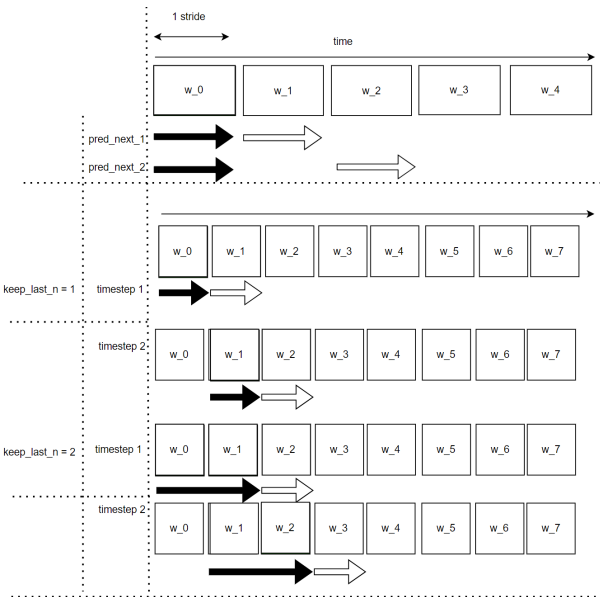 1 stride
time
w_0 w_1 w_2 w_3 w_4
pred_next_1
pred_next_2
w_0 w_1 w_2 w_3 w_4 w_5 w_6 w_7
keep_last_n = 1 timestep 1
timestep 2
w_0 w_1 w_2 w_3 w_4 w_5 w_6 w_7
keep_last_n = 2 timestep 1 w_0 w_1 w_2 w_3 w_4 w_5 w_6 w_7
timestep 2
w_0 w_1 w_2 w_3 w_4 w_5 w_6 w_7